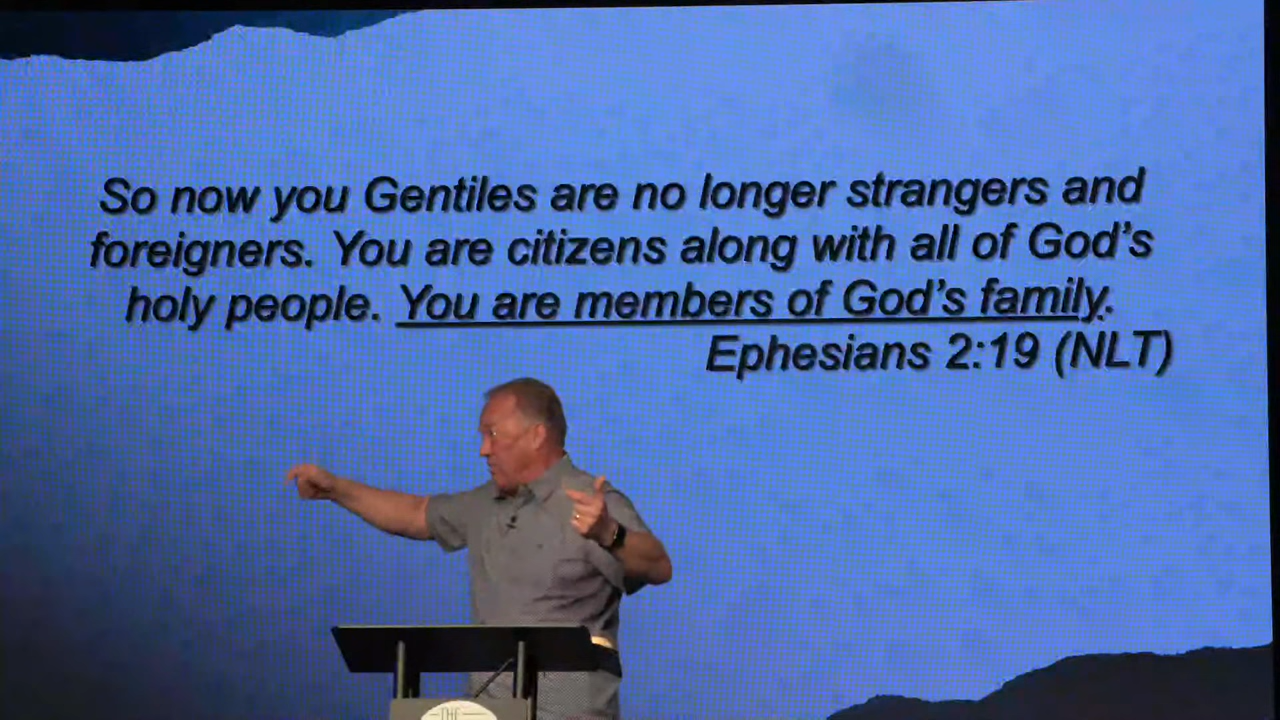 So now you Gentiles are no longer strangers and
foreigners. You are citizens along with all of God's
holy people. You are members of God's family.
Ephesians 2:19 (NLT)
THE